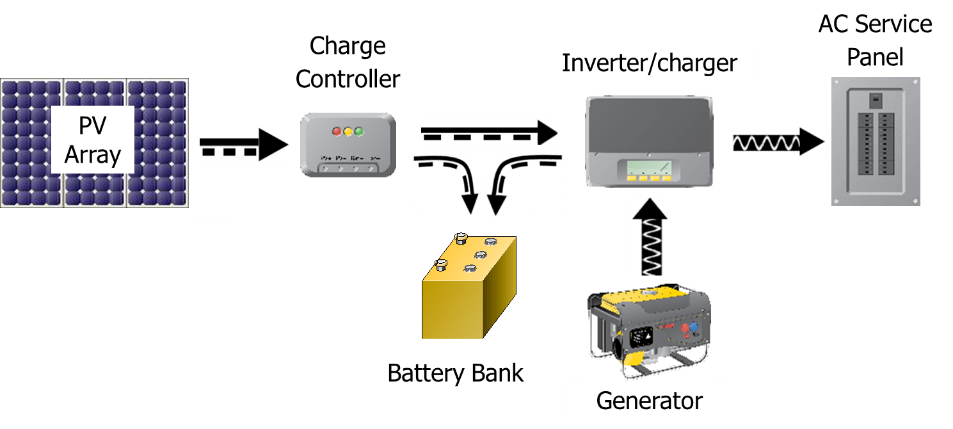 PV
Array
Charge
Controller
Inverter/charger
AC Service
Panel
Battery Bank
Generator